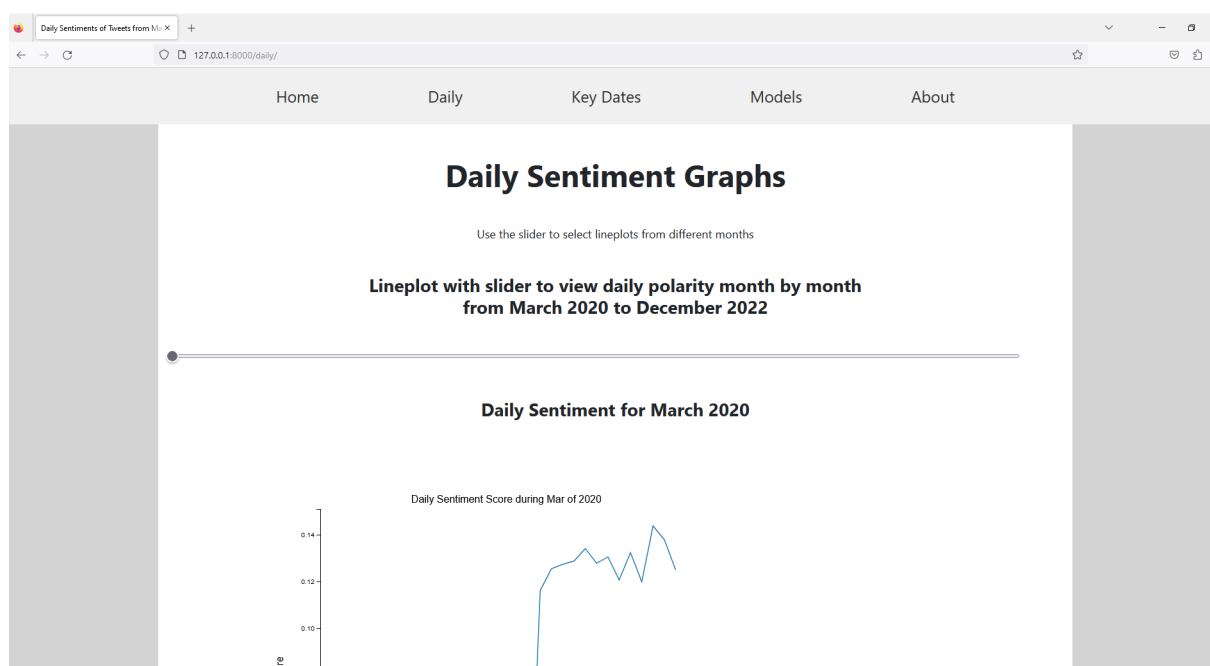 Daily Sentiments of Tweets from Ma
127.0.0.1:8000/daily/
Home Daily Key Dates Models About
Daily Sentiment Graphs
Use the slider to select lineplots from different months
Lineplot with slider to view daily polarity month by month
from March 2020 to December 2022
Daily Sentiment for March 2020
Daily Sentiment Score during Mar of 2020
0.14
0.12
0.10
re